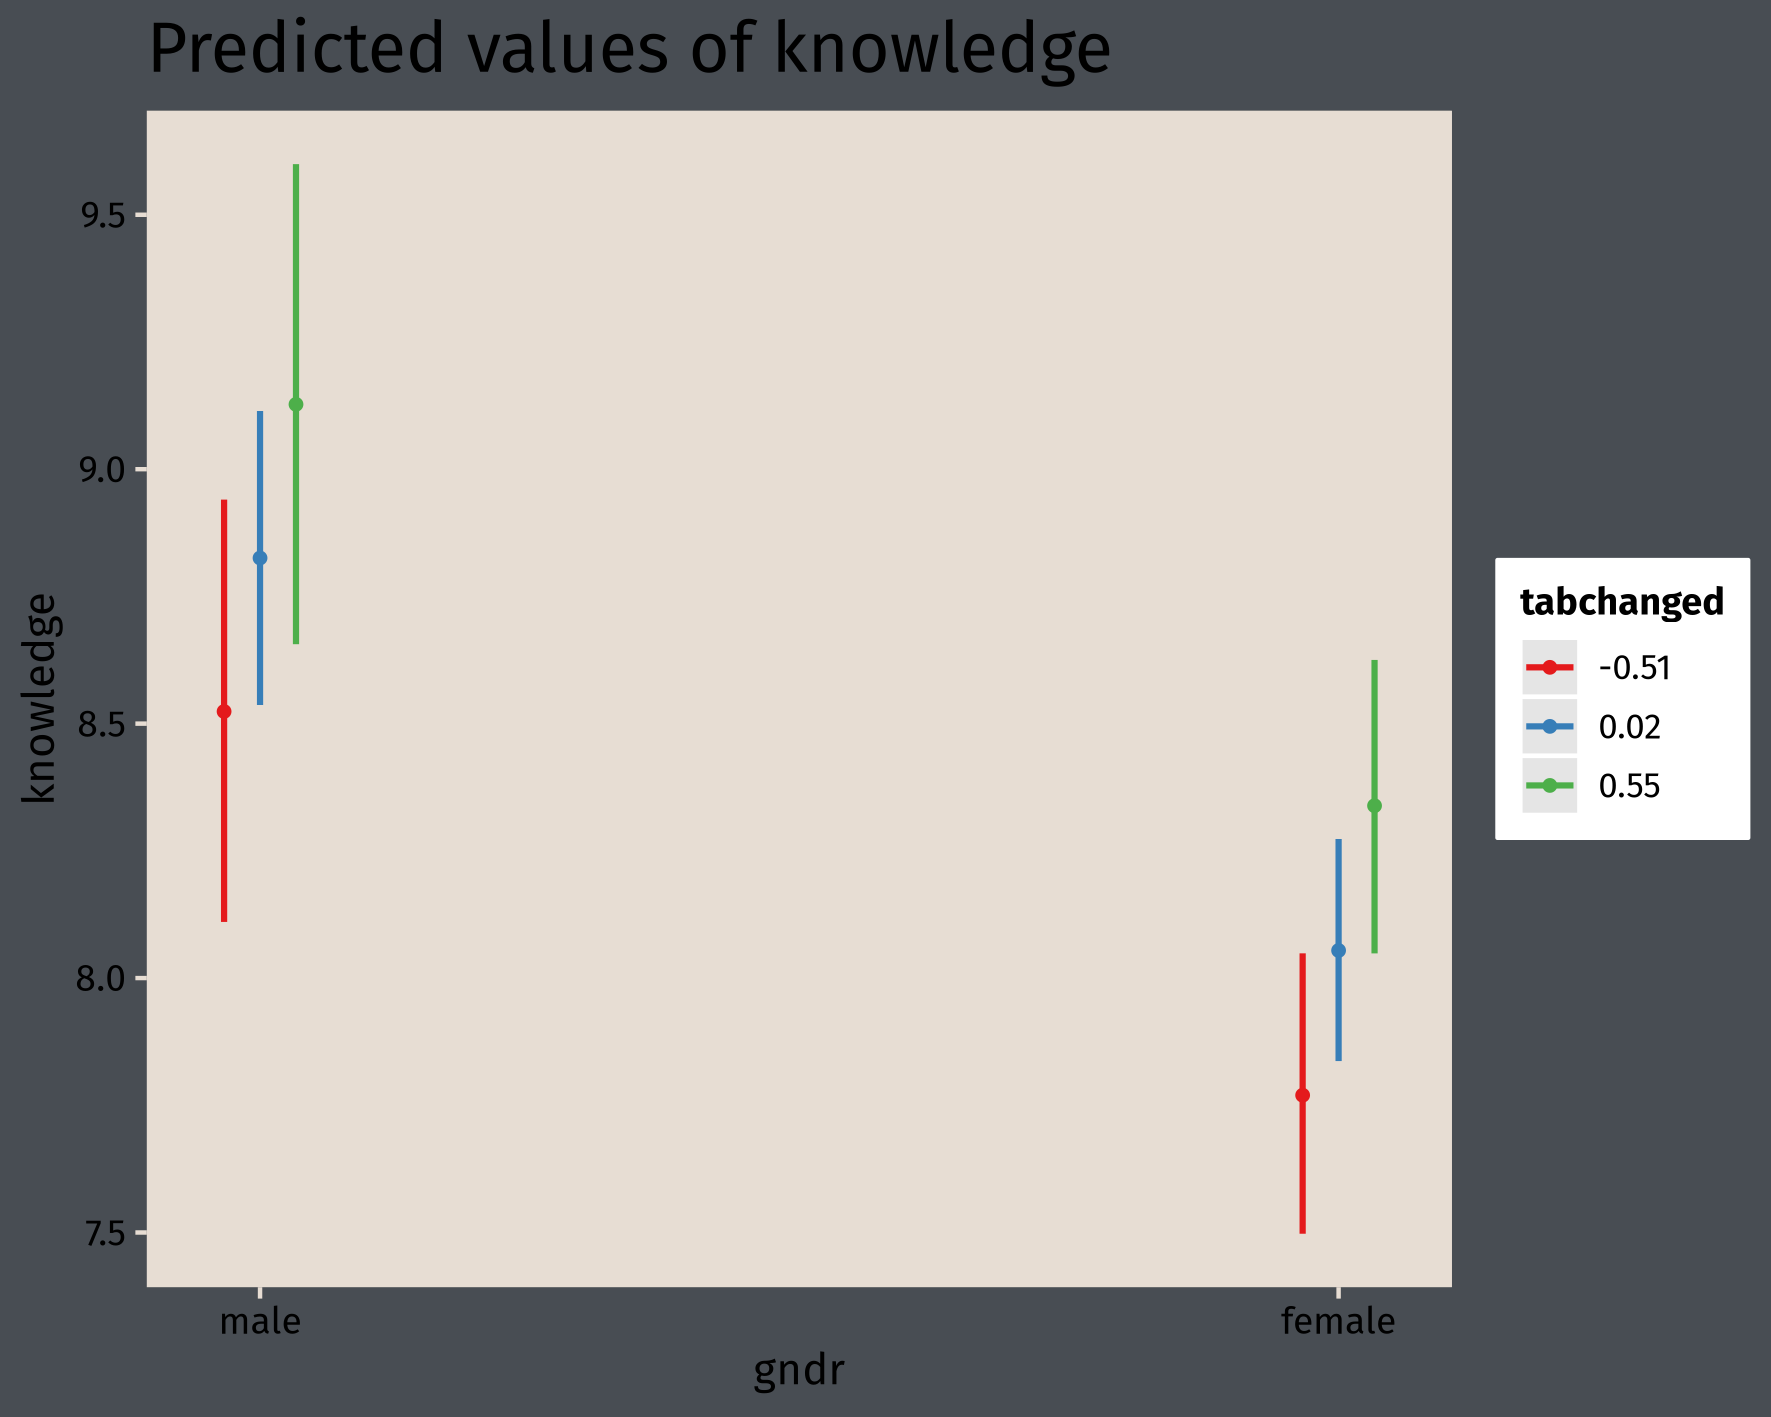 Predicted values of knowledge
knowledge
9.5
9.0
8.5
8.0
7.5
male
female
gndr
tabchanged
-0.51
0.02
0.55